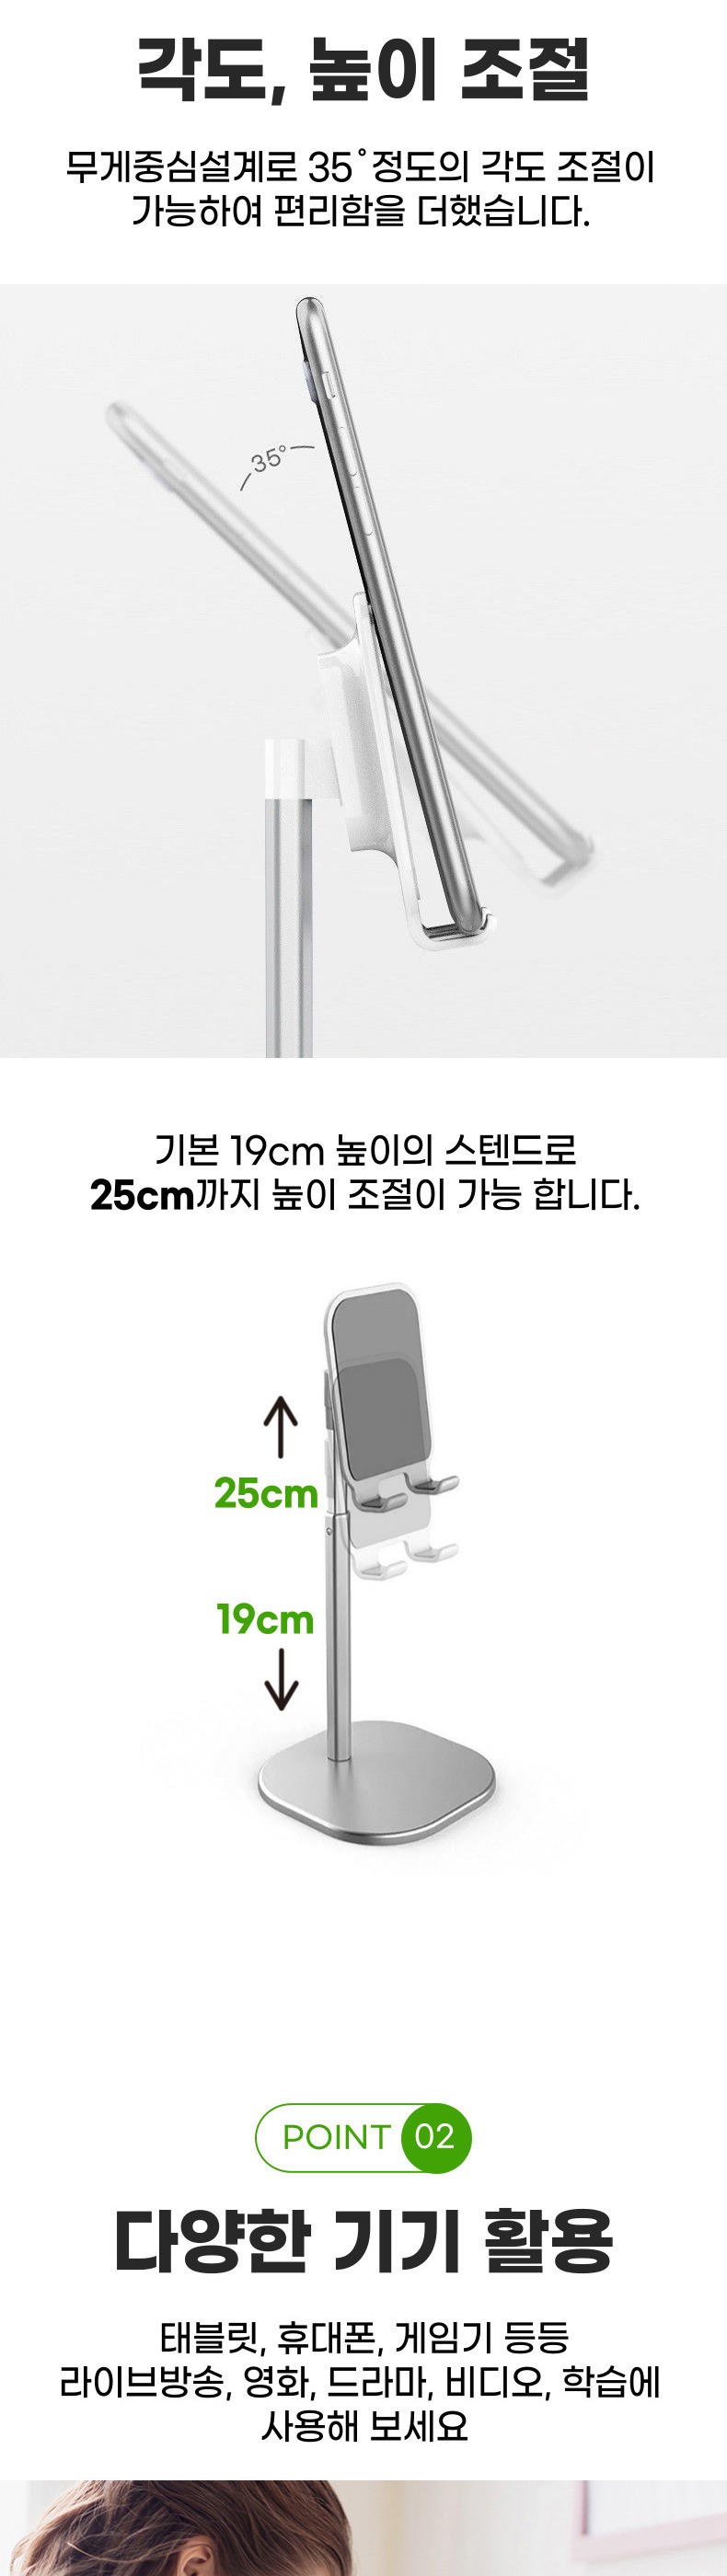 각도, 높이 조절
무게중심설계로 35˚정도의 각도 조절이
가능하여 편리함을 더했습니다.
35°
기본 19cm 높이의 스텐드로
25cm까지 높이 조절이 가능 합니다.
25cm
19cm
POINT 02
다양한 기기 활용
태블릿, 휴대폰, 게임기 등등
라이브방송, 영화, 드라마, 비디오, 학습에
사용해 보세요